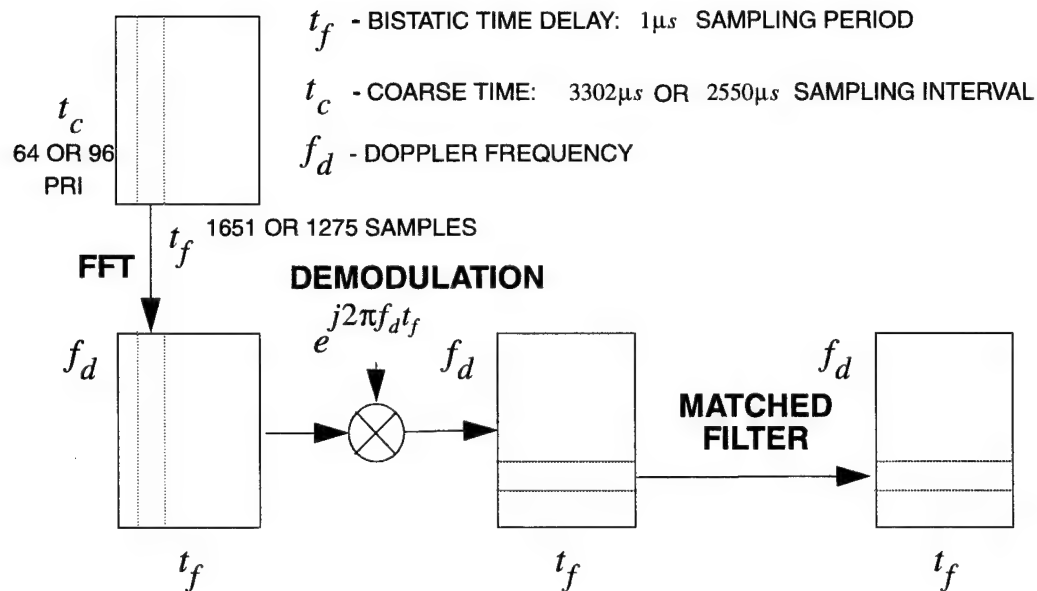 t_f - BISTATIC TIME DELAY: 1µs SAMPLING PERIOD
t_c - COARSE TIME: 3302µs OR 2550µs SAMPLING INTERVAL
f_d - DOPPLER FREQUENCY
t_c
64 OR 96
PRI
t_f 1651 OR 1275 SAMPLES
FFT
DEMODULATION
e^{j2πf_d t_f}
f_d
f_d
f_d
MATCHED
FILTER
t_f
t_f
t_f